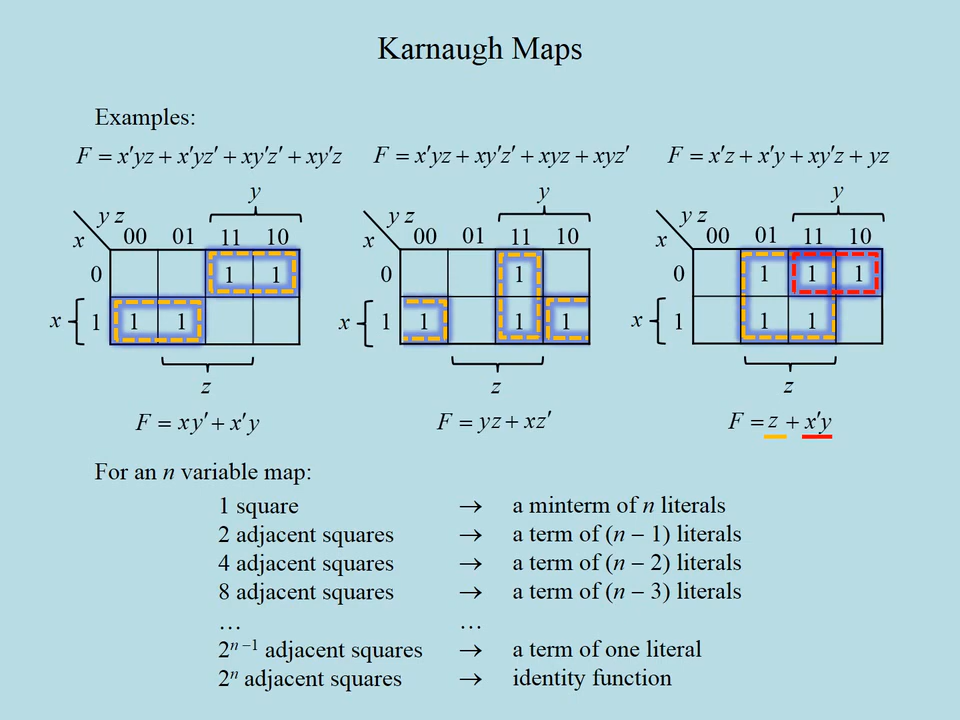 Karnaugh Maps
Examples:
F = x′yz + x′yz′ + xy′z′ + xy′z
F = x′yz + xy′z′ + xyz + xyz′
F = x′z + x′y + xy′z + yz
y
y
y
y z
y z
y z
x
00
01
11
10
x
00
01
11
10
x
00
01
11
10
0
1
1
0
1
0
1
1
1
x
1
1
1
x
1
1
1
1
x
1
1
1
z
z
z
F = xy′ + x′y
F = yz + xz′
F = z + x′y
For an n variable map:
1 square → a minterm of n literals
2 adjacent squares → a term of (n − 1) literals
4 adjacent squares → a term of (n − 2) literals
8 adjacent squares → a term of (n − 3) literals
… …
2ⁿ⁻¹ adjacent squares → a term of one literal
2ⁿ adjacent squares → identity function